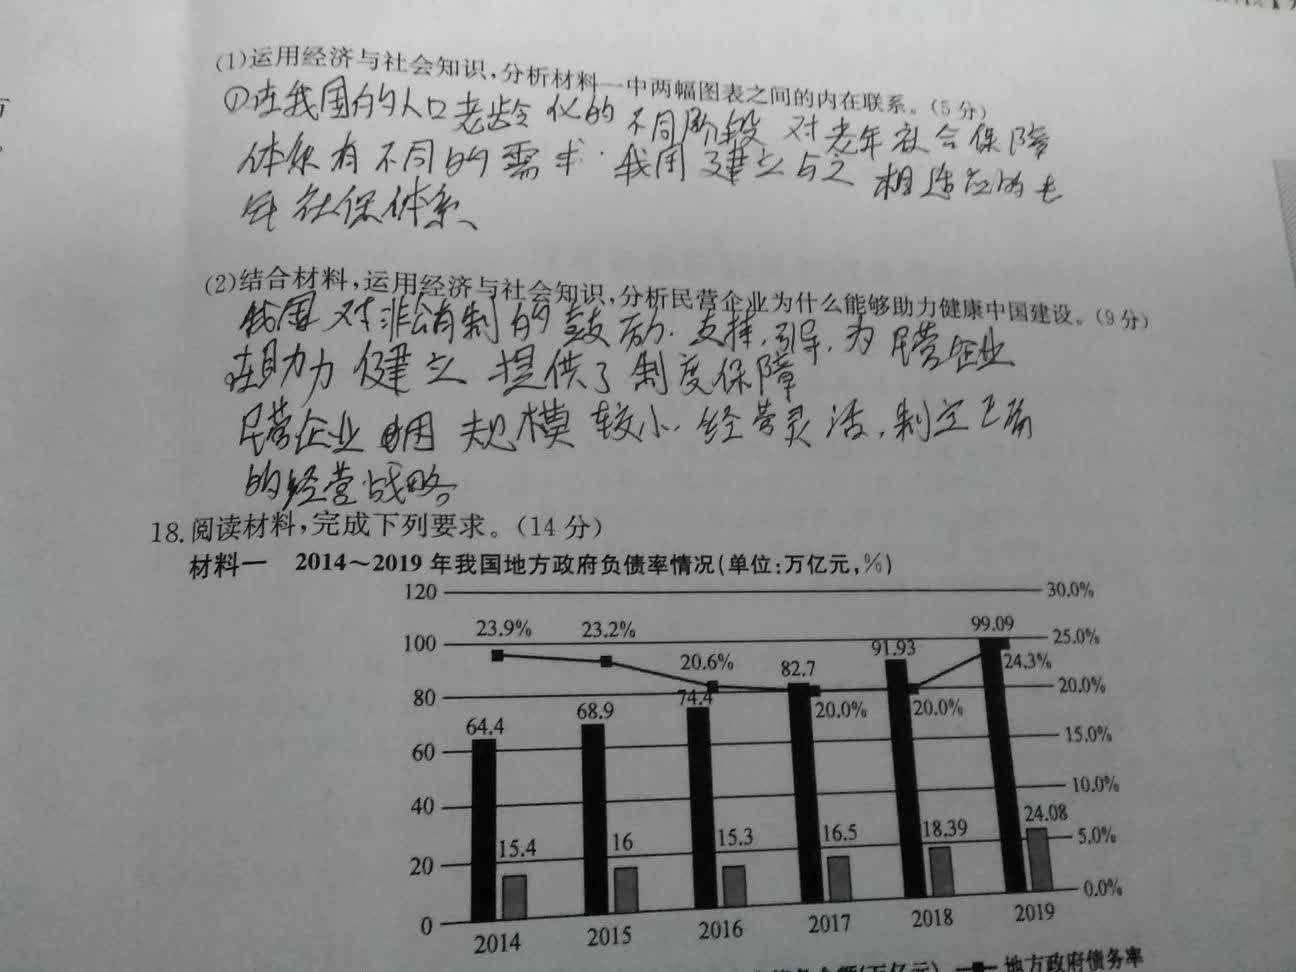 (1)运用经济与社会知识,分析材料一中两幅图表之间的内在联系。(5分)
①在我国的人口老龄化的不同阶段对老年社会保障
体系有不同的需求.我国建立与之相适应的老
年社保体系
(2)结合材料,运用经济与社会知识,分析民营企业为什么能够助力健康中国建设。(9分)
我国对非公有制的鼓励.支持.引导.为民营企业
在助力健立提供了制度保障
民营企业 规模较小.经营灵活.制定正确
的经营战略。
18.阅读材料,完成下列要求。(14分)
材料一 2014~2019年我国地方政府负债率情况(单位:万亿元,%)
120 30.0%
100 23.9% 23.2% 20.6% 82.7 91.93 99.09 25.0%
24.3%
80 74.4 20.0%
64.4 68.9 20.0% 20.0%
60 15.0%
40 10.0%
20 15.4 16 15.3 16.5 18.39 24.08 5.0%
0 0.0%
2014 2015 2016 2017 2018 2019
(万亿元) 地方政府债务率